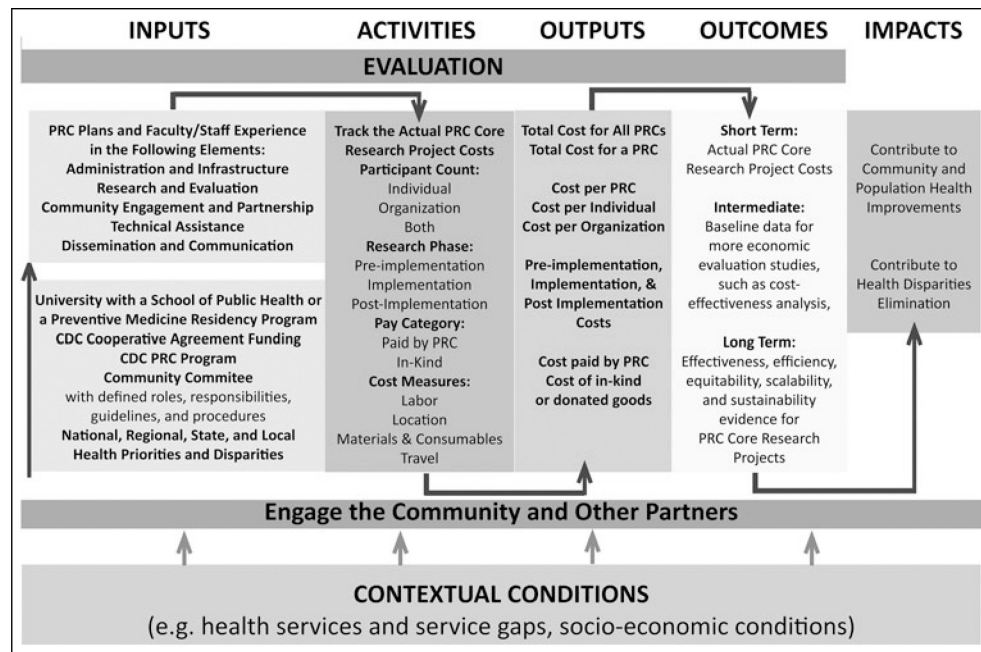 INPUTS
ACTIVITIES
OUTPUTS
OUTCOMES
IMPACTS
EVALUATION
PRC Plans and Faculty/Staff Experience
in the Following Elements:
Administration and Infrastructure
Research and Evaluation
Community Engagement and Partnership
Technical Assistance
Dissemination and Communication
University with a School of Public Health or
a Preventive Medicine Residency Program
CDC Cooperative Agreement Funding
CDC PRC Program
Community Commitee
with defined roles, responsibilities,
guidelines, and procedures
National, Regional, State, and Local
Health Priorities and Disparities
Track the Actual PRC Core
Research Project Costs
Participant Count:
Individual
Organization
Both
Research Phase:
Pre-implementation
Implementation
Post-Implementation
Pay Category:
Paid by PRC
In-Kind
Cost Measures:
Labor
Location
Materials & Consumables
Travel
Total Cost for All PRCs
Total Cost for a PRC
Cost per PRC
Cost per Individual
Cost per Organization
Pre-implementation,
Implementation, &
Post Implementation
Costs
Cost paid by PRC
Cost of in-kind
or donated goods
Short Term:
Actual PRC Core
Research Project Costs
Intermediate:
Baseline data for
more economic
evaluation studies,
such as cost-
effectiveness analysis,
Long Term:
Effectiveness, efficiency,
equitability, scalability,
and sustainability
evidence for
PRC Core Research
Projects
Contribute to
Community and
Population Health
Improvements
Contribute to
Health Disparities
Elimination
Engage the Community and Other Partners
CONTEXTUAL CONDITIONS
(e.g. health services and service gaps, socio-economic conditions)